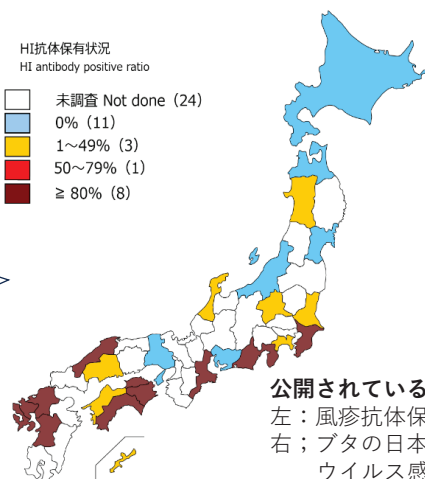 HI抗体保有状況
HI antibody positive ratio
未調査 Not done（24）
0%（11）
1～49%（3）
50～79%（1）
≧ 80%（8）
公開されている
左：風疹抗体保
右；ブタの日本
ウイルス感